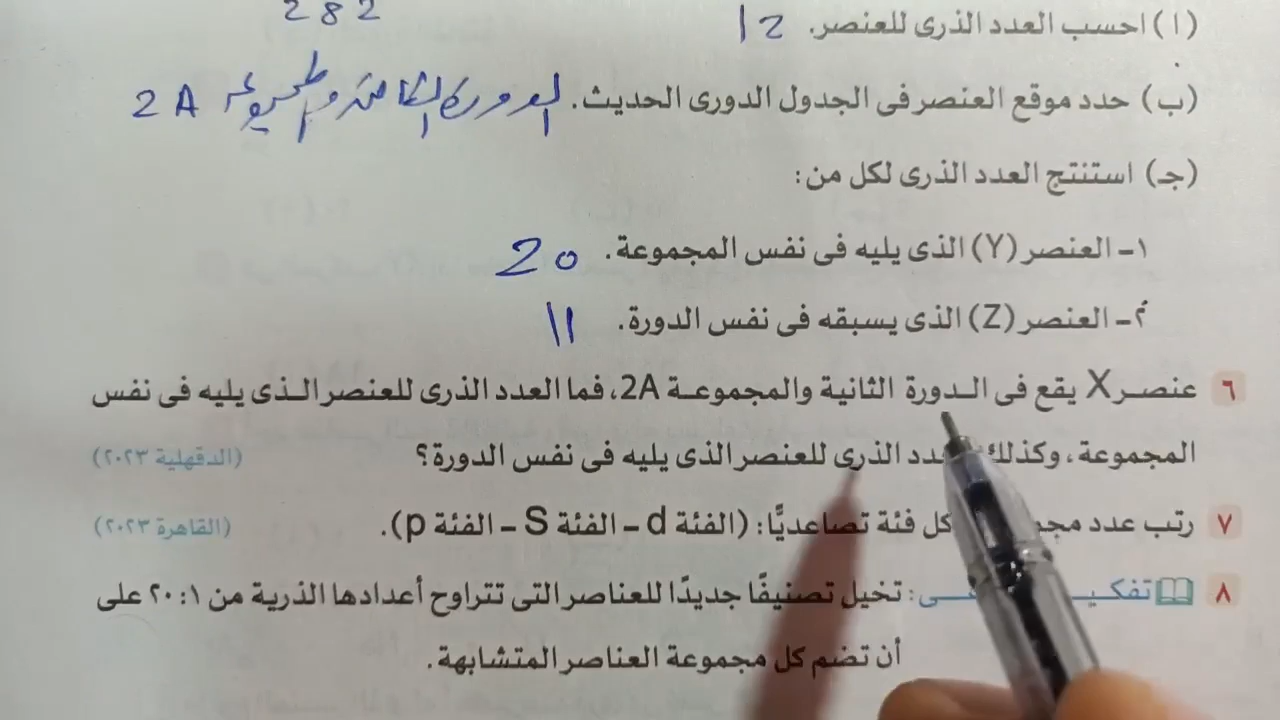 2 8 2
(ا) احسب العدد الذرى للعنصر. 12
(ب) حدد موقع العنصر فى الجدول الدورى الحديث. 2A
(جـ) استنتج العدد الذرى لكل من:
١- العنصر (Y) الذى يليه فى نفس المجموعة. 20
٢- العنصر (Z) الذى يسبقه فى نفس الدورة. 11
٦ عنصر X يقع فى الدورة الثانية والمجموعة 2A، فما العدد الذرى للعنصر الذى يليه فى نفس
المجموعة، وكذلك الذرى للعنصر الذى يليه فى نفس الدورة؟ (الدقهلية ٢٠٢٣)
٧ رتب عدد كل فئة تصاعديًّا: (الفئة d – الفئة S – الفئة p). (القاهرة ٢٠٢٣)
٨ تخيل تصنيفًا جديدًا للعناصر التى تتراوح أعدادها الذرية من ١ : ٢٠ على
أن تضم كل مجموعة العناصر المتشابهة.